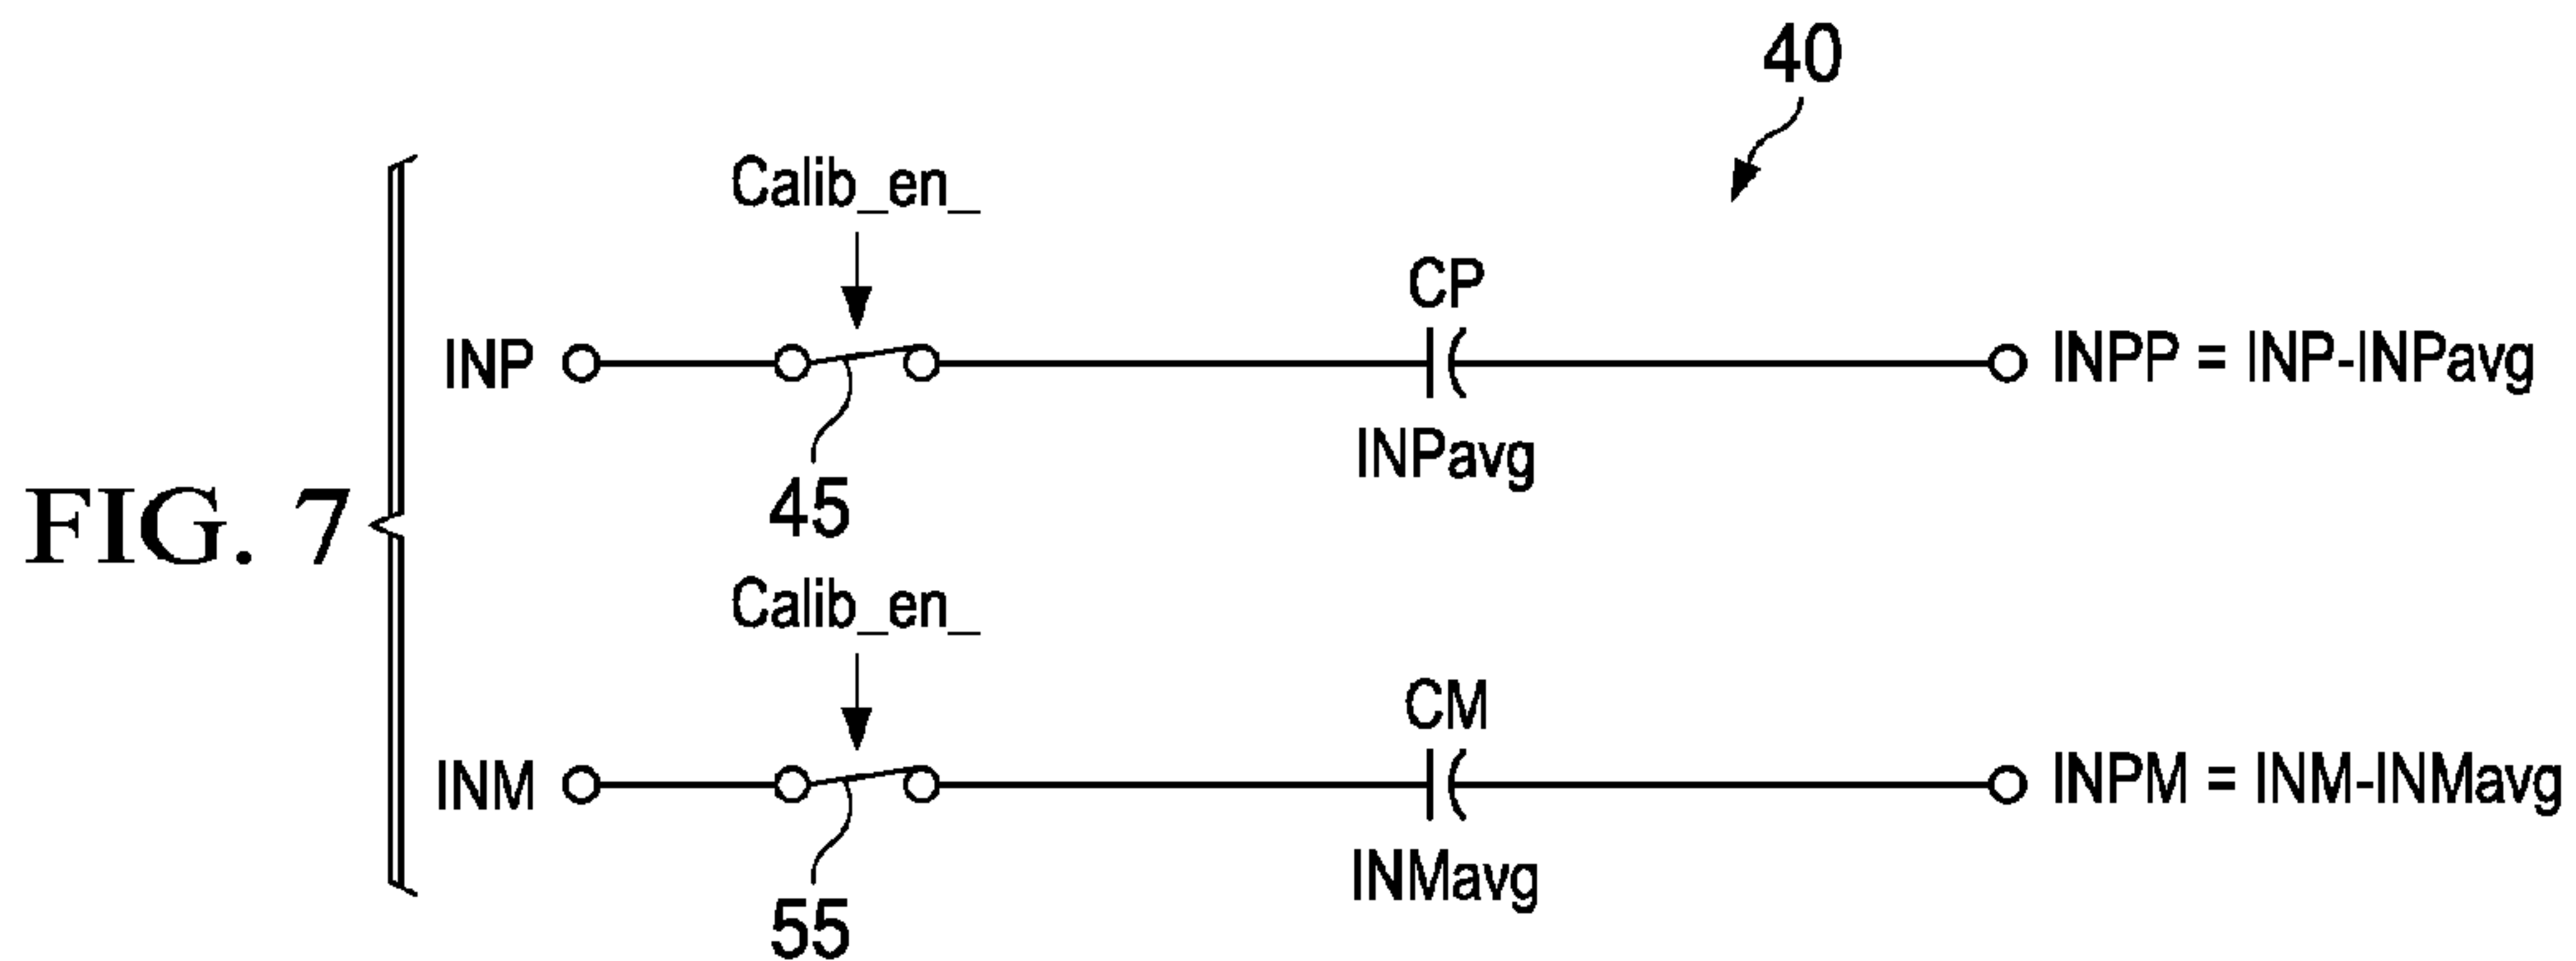 40
Calib_en_
CP
INP
INPP = INP-INPavg
INPavg
45
FIG. 7
Calib_en_
CM
INM
INPM = INM-INMavg
INMavg
55